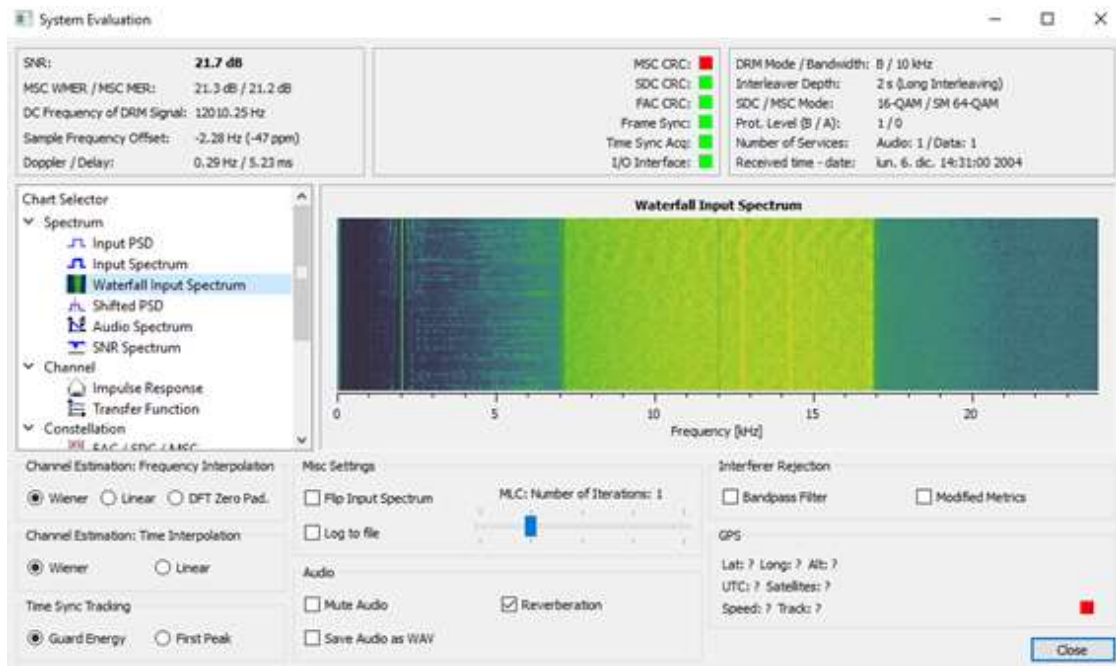 System Evaluation
SNR: 21.7 dB
MSC WMER / MSC MER: 21.3 dB / 21.2 dB
DC Frequency of DRM Signal: 12010.25 Hz
Sample Frequency Offset: -2.28 Hz (-47 ppm)
Doppler / Delay: 0.29 Hz / 5.23 ms
MSC CRC:
SDC CRC:
FAC CRC:
Frame Sync:
Time Sync Acq:
I/O Interface:
DRM Mode / Bandwidth: B / 10 kHz
Interleaver Depth: 2 s (Long Interleaving)
SDC / MSC Mode: 16-QAM / SM 64-QAM
Prot. Level (B / A): 1 / 0
Number of Services: Audio: 1 / Data: 1
Received time - date: lun. 6. dic. 14:31:00 2004
Chart Selector
Spectrum
Input PSD
Input Spectrum
Waterfall Input Spectrum
Shifted PSD
Audio Spectrum
SNR Spectrum
Channel
Impulse Response
Transfer Function
Constellation
FAC / SDC / MSC
Waterfall Input Spectrum
0 5 10 15 20
Frequency [kHz]
Channel Estimation: Frequency Interpolation
Wiener Linear DFT Zero Pad.
Channel Estimation: Time Interpolation
Wiener Linear
Time Sync Tracking
Guard Energy First Peak
Misc Settings
Flip Input Spectrum MLC: Number of Iterations: 1
Log to file
Audio
Mute Audio Reverberation
Save Audio as WAV
Interferer Rejection
Bandpass Filter Modified Metrics
GPS
Lat: ? Long: ? Alt: ?
UTC: ? Satellites: ?
Speed: ? Track: ?
Close